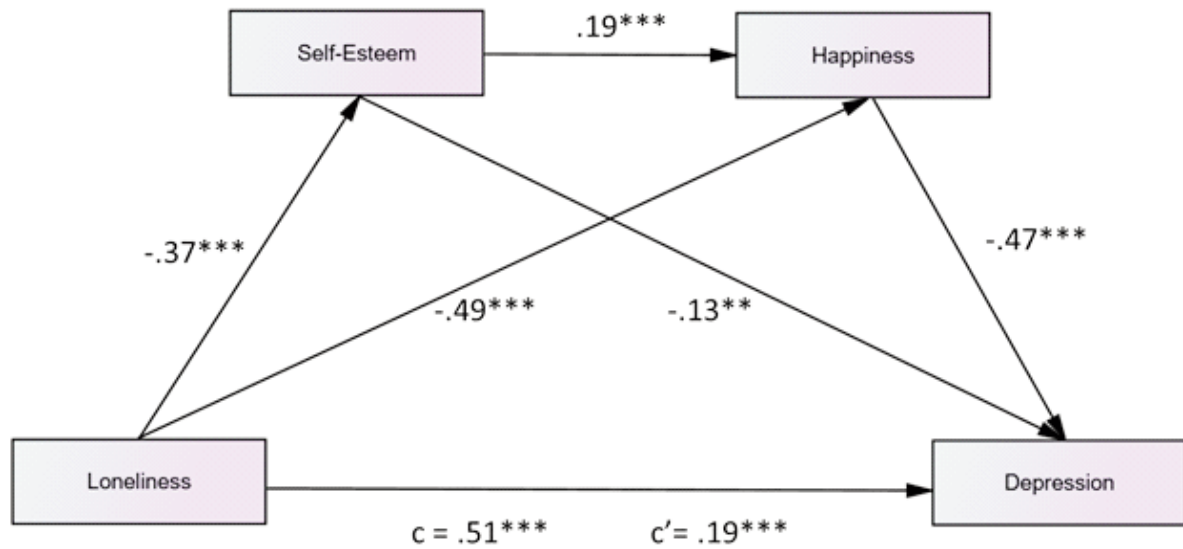 .19***
Self-Esteem
Happiness
-.37***
-.47***
-.49***
-.13**
Loneliness
Depression
c = .51***
c’= .19***